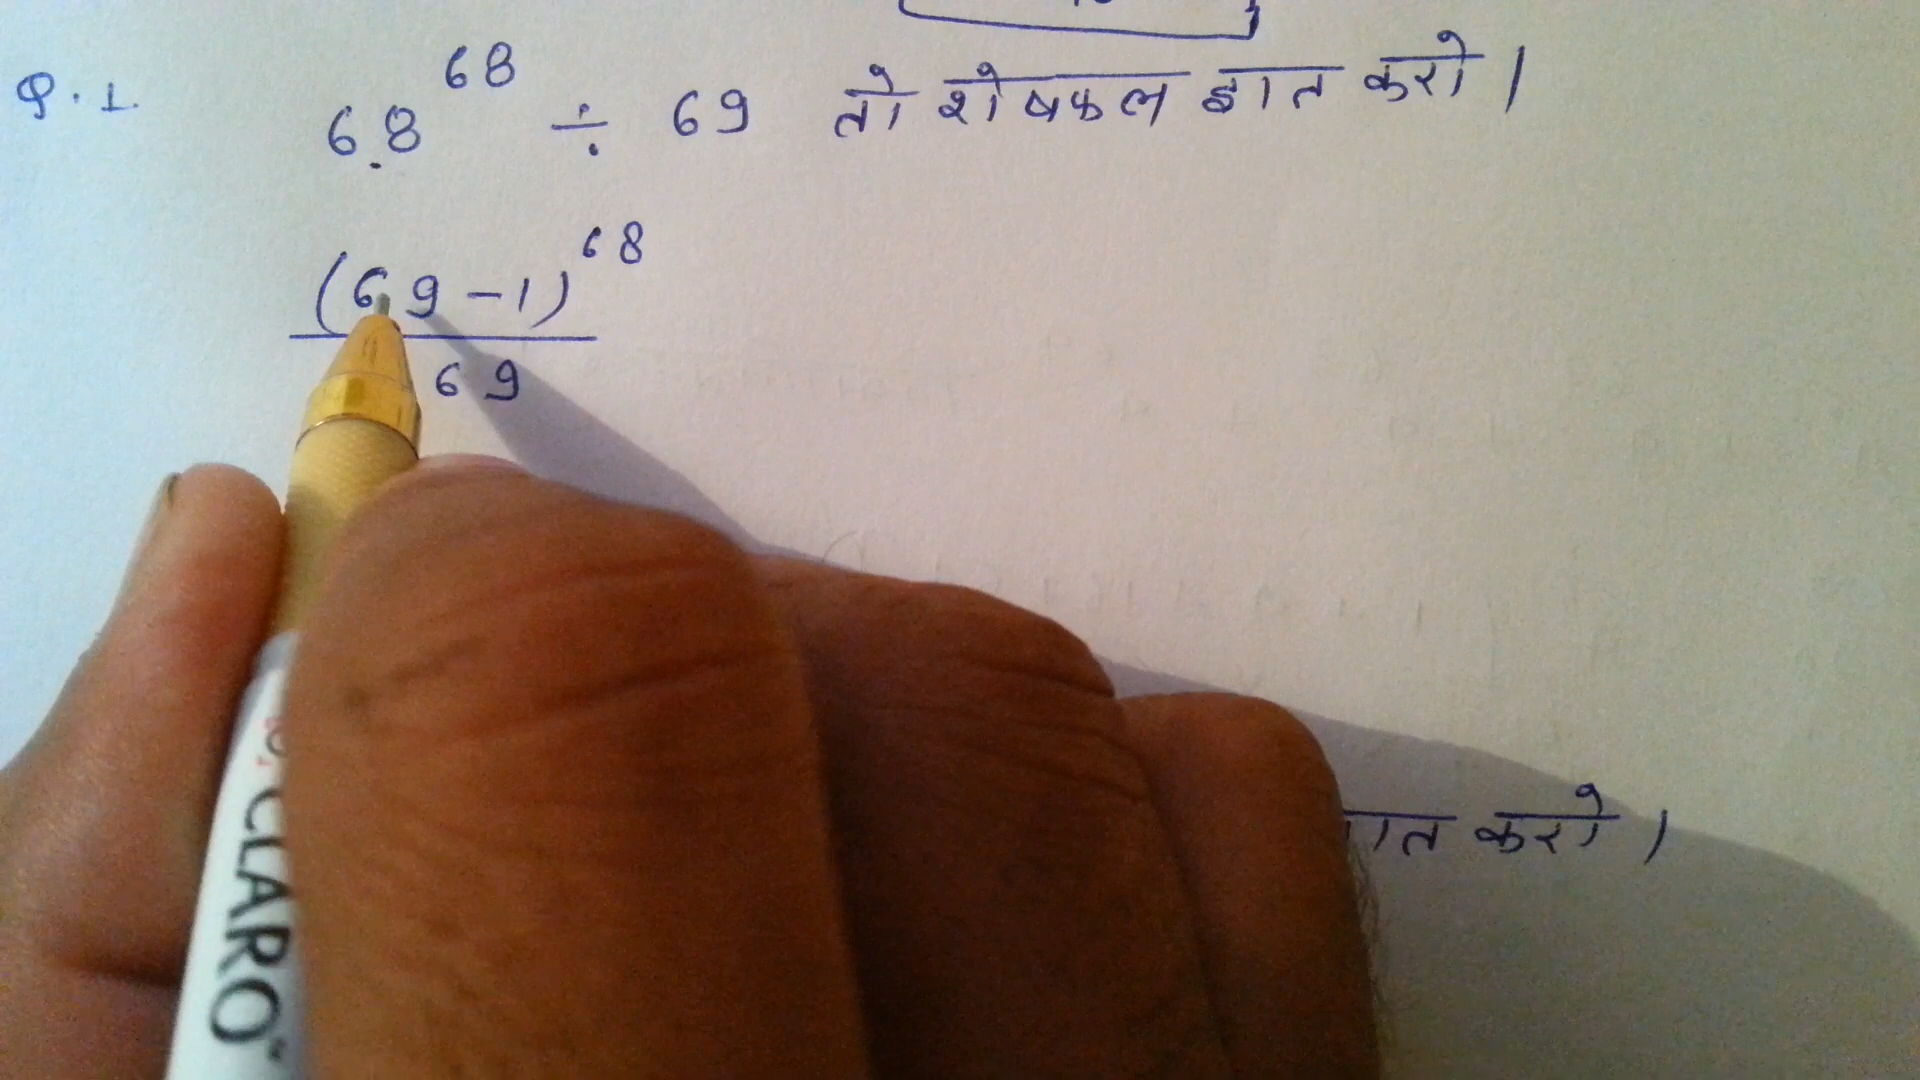 Q.1. 68^68 ÷ 69 तो शेषफल ज्ञात करो।
(69-1)^68
69
करो।
CLARO